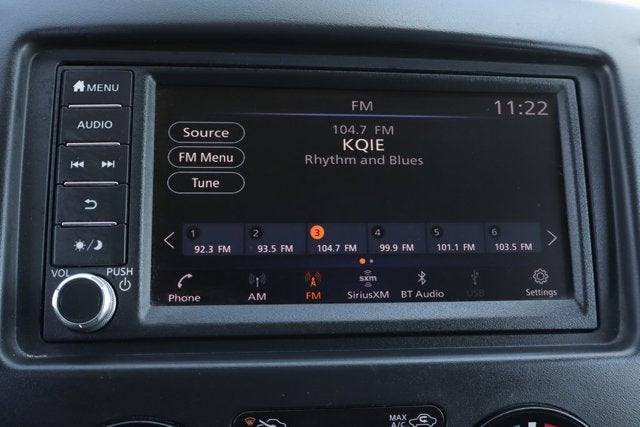 MENU
AUDIO
VOL
PUSH
FM
11:22
Source
FM Menu
Tune
104.7 FM
KQIE
Rhythm and Blues
1 2 3 4 5 6
92.3 FM 93.5 FM 104.7 FM 99.9 FM 101.1 FM 103.5 FM
sxm
Phone AM FM SiriusXM BT Audio USB Settings
MAX
A/C